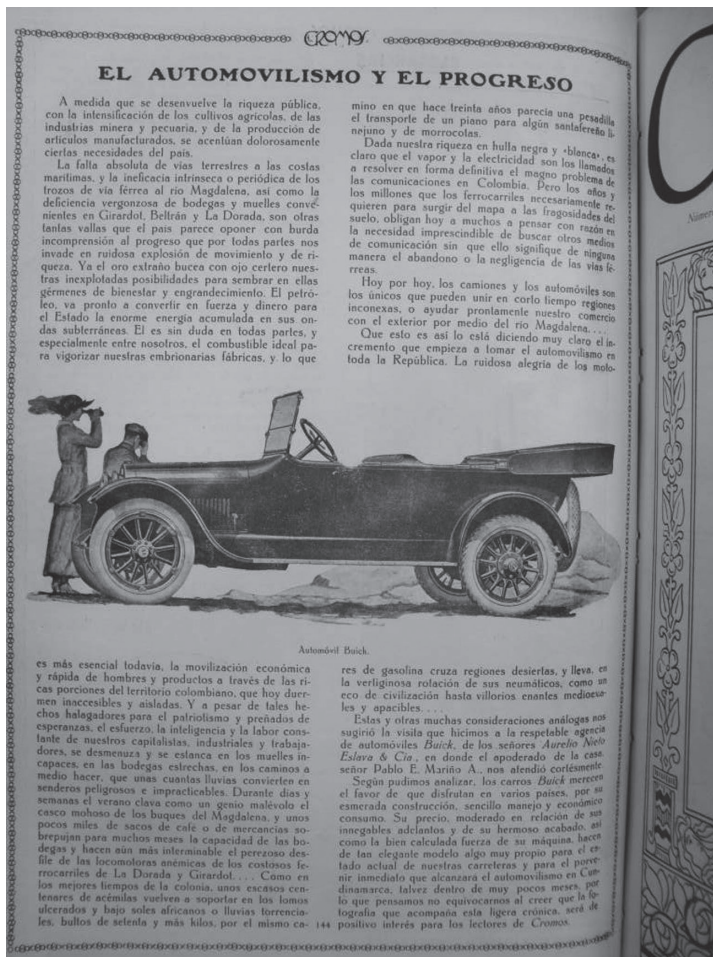 CROMOS.
EL AUTOMOVILISMO Y EL PROGRESO
A medida que se desenvuelve la riqueza pública,
con la intensificación de los cultivos agrícolas, de las
industrias minera y pecuaria, y de la producción de
artículos manufacturados, se acentúan dolorosamente
ciertas necesidades del país.
La falta absoluta de vías terrestres a las costas
marítimas, y la ineficacia intrínseca o periódica de los
trozos de vía férrea al río Magdalena, así como la
deficiencia vergonzosa de bodegas y muelles conve-
nientes en Girardot, Beltrán y La Dorada, son otras
tantas vallas que el país parece oponer con burda
incomprensión al progreso que por todas partes nos
invade en ruidosa explosión de movimiento y de ri-
queza. Ya el oro extraño bucea con ojo certero nues-
tras inexplotadas posibilidades para sembrar en ellas
gérmenes de bienestar y engrandecimiento. El petró-
leo, va pronto a convertir en fuerza y dinero para
el Estado la enorme energía acumulada en sus on-
das subterráneas. El es sin duda en todas partes, y
especialmente entre nosotros, el combustible ideal pa-
ra vigorizar nuestras embrionarias fábricas, y lo que
mino en que hace treinta años parecía una pesadilla
el transporte de un piano para algún santafereño li-
nejuno y de morrocotas.
Dada nuestra riqueza en hulla negra y «blanca», es
claro que el vapor y la electricidad son los llamados
a resolver en forma definitiva el magno problema de
las comunicaciones en Colombia. Pero los años y
los millones que los ferrocarriles necesariamente re-
quieren para surgir del mapa a las fragosidades del
suelo, obligan hoy a muchos a pensar con razón en
la necesidad imprescindible de buscar otros medios
de comunicación sin que ello signifique de ninguna
manera el abandono o la negligencia de las vías fé-
rreas.
Hoy por hoy, los camiones y los automóviles son
los únicos que pueden unir en corto tiempo regiones
inconexas, o ayudar prontamente nuestro comercio
con el exterior por medio del río Magdalena....
Que esto es así lo está diciendo muy claro el in-
cremento que empieza a tomar el automovilismo en
toda la República. La ruidosa alegría de los moto-
Automóvil Buick.
es más esencial todavía, la movilización económica
y rápida de hombres y productos a través de las ri-
cas porciones del territorio colombiano, que hoy duer-
men inaccesibles y aisladas. Y a pesar de tales he-
chos halagadores para el patriotismo y preñados de
esperanzas, el esfuerzo, la inteligencia y la labor cons-
tante de nuestros capitalistas, industriales y trabaja-
dores, se desmenuza y se estanca en los muelles in-
capaces, en las bodegas estrechas, en los caminos a
medio hacer, que unas cuantas lluvias convierten en
senderos peligrosos e impracticables. Durante días y
semanas el verano clava como un genio malévolo el
casco mohoso de los buques del Magdalena, y unos
pocos miles de sacos de café o de mercancías so-
brepujan para muchos meses la capacidad de las bo-
degas y hacen aún más interminable el perezoso des-
file de las locomotoras anémicas de los costosos fe-
rrocarriles de La Dorada y Girardot.... Cómo en
los mejores tiempos de la colonia, unos escasos cen-
tenares de acémilas vuelven a soportar en los lomos
ulcerados y bajo soles africanos o lluvias torrencia-
les, bultos de setenta y más kilos, por el mismo ca-
res de gasolina cruza regiones desiertas, y lleva, en
la vertiginosa rotación de sus neumáticos, como un
eco de civilización hasta villorios enantes medioeva-
les y apacibles....
Estas y otras muchas consideraciones análogas nos
sugirió la visita que hicimos a la respetable agencia
de automóviles Buick, de los señores Aurelio Nieto
Eslava & Cía, en donde el apoderado de la casa,
señor Pablo E. Mariño A., nos atendió cortésmente.
Según pudimos analizar, los carros Buick merecen
el favor de que disfrutan en varios países, por su
esmerada construcción, sencillo manejo y económico
consumo. Su precio, moderado en relación de sus
innegables adelantos y de su hermoso acabado, así
como la bien calculada fuerza de su máquina, hacen
de tan elegante modelo algo muy propio para el es-
tado actual de nuestras carreteras y para el porve-
nir inmediato que alcanzará el automovilismo en Cun-
dinamarca, talvez dentro de muy pocos meses, por
lo que pensamos no equivocarnos al creer que la fo-
tografía que acompaña esta ligera crónica, será de
positivo interés para los lectores de Cromos.
144
Número